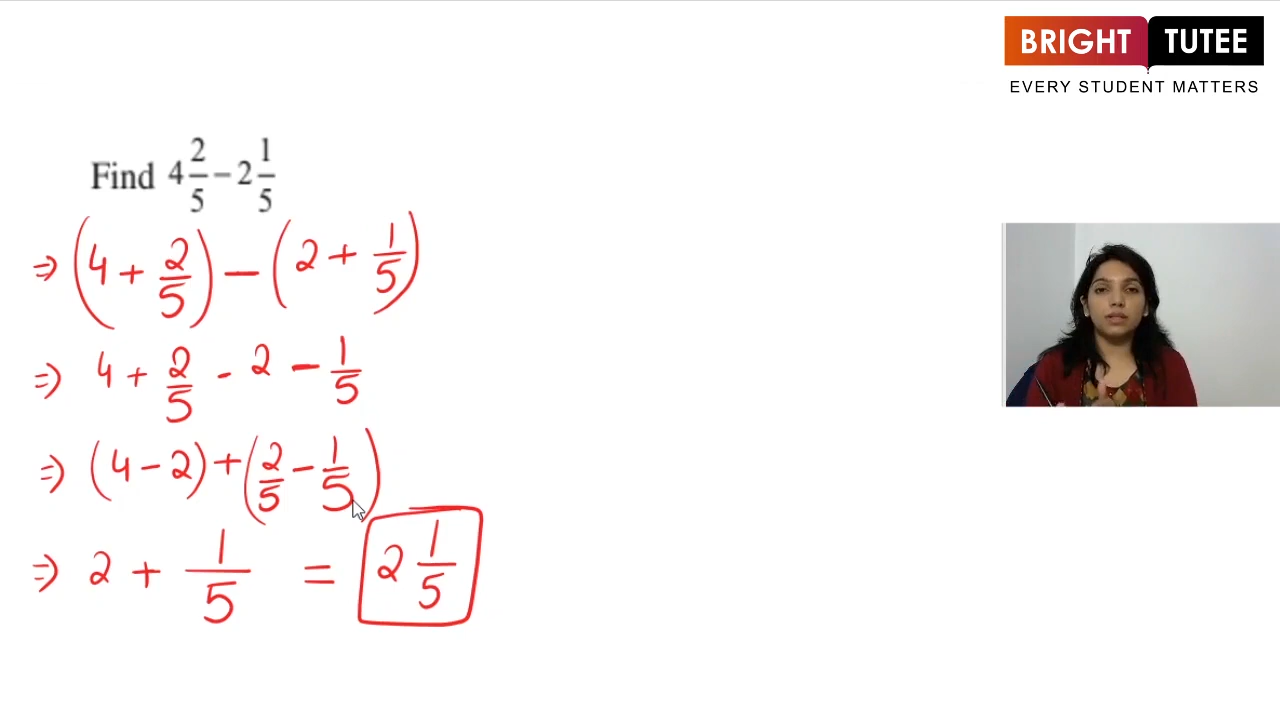 BRIGHT TUTEE
EVERY STUDENT MATTERS
Find 4 2/5 − 2 1/5
⇒ (4 + 2/5) − (2 + 1/5)
⇒ 4 + 2/5 - 2 − 1/5
⇒ (4 − 2) + (2/5 − 1/5)
⇒ 2 + 1/5 = 2 1/5